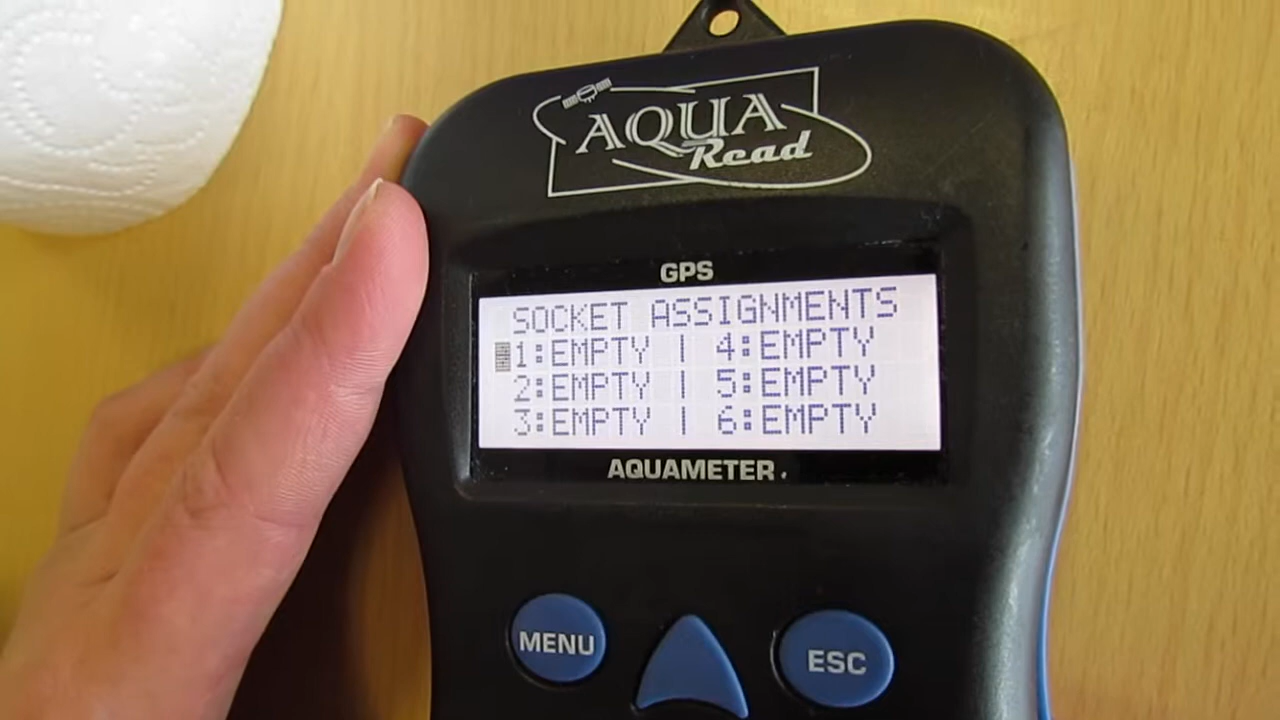 AQUA
Read
GPS
SOCKET ASSIGNMENTS
1:EMPTY | 4:EMPTY
2:EMPTY | 5:EMPTY
3:EMPTY | 6:EMPTY
AQUAMETER
MENU
ESC